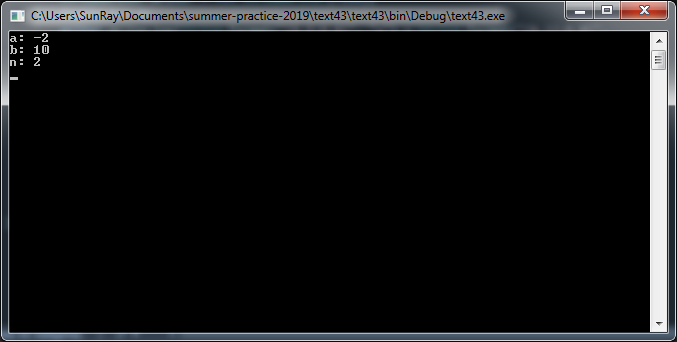 C:\Users\SunRay\Documents\summer-practice-2019\text43\text43\bin\Debug\text43.exe
a: -2
b: 10
n: 2